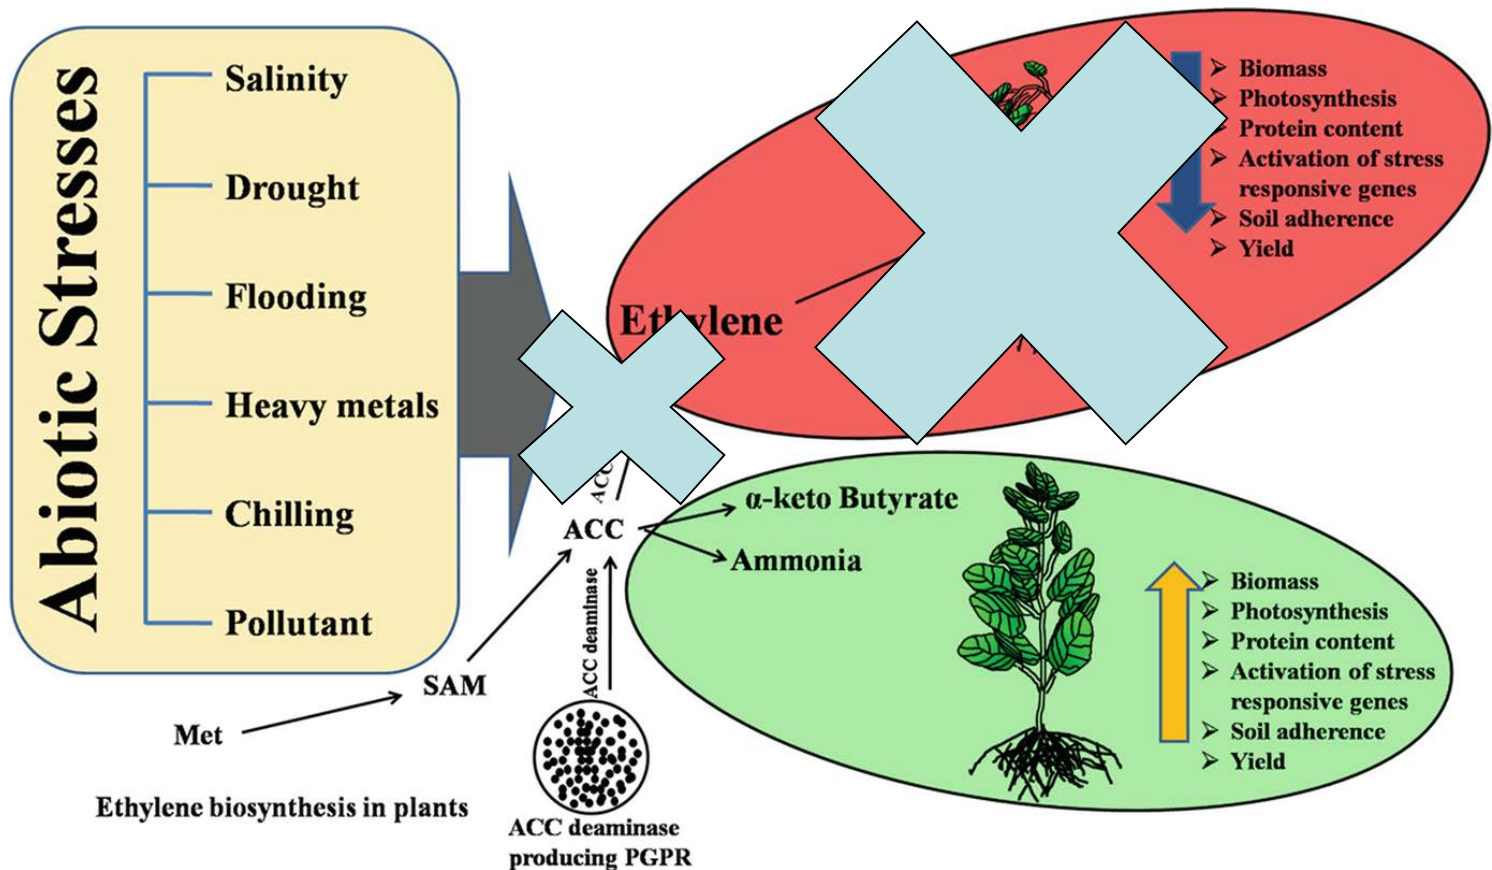 Abiotic Stresses
Salinity
Drought
Flooding
Heavy metals
Chilling
Pollutant
Ethylene
➢ Biomass
➢ Photosynthesis
➢ Protein content
➢ Activation of stress
responsive genes
➢ Soil adherence
➢ Yield
ACC
ACC
α-keto Butyrate
Ammonia
ACC deaminase
SAM
Met
➢ Biomass
➢ Photosynthesis
➢ Protein content
➢ Activation of stress
responsive genes
➢ Soil adherence
➢ Yield
Ethylene biosynthesis in plants
ACC deaminase
producing PGPR